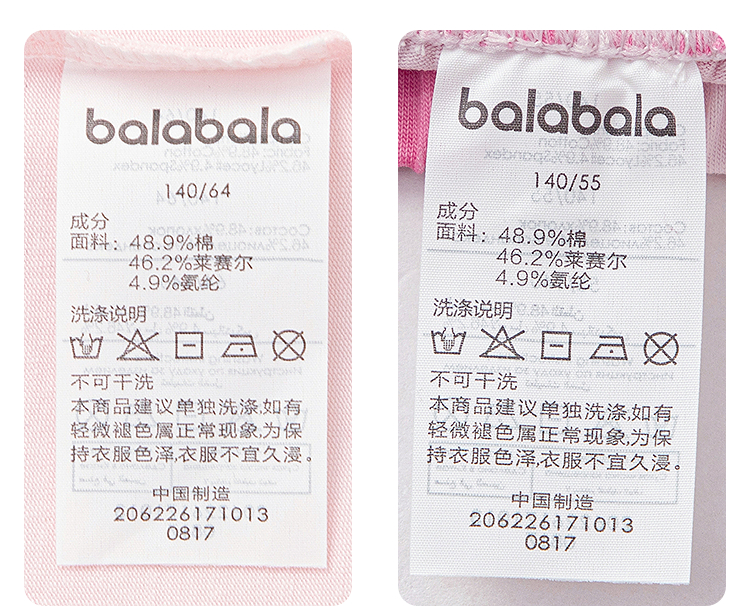 balabala
140/64
成分
面料: 48.9%棉
46.2%莱赛尔
4.9%氨纶
洗涤说明
不可干洗
本商品建议单独洗涤,如有
轻微褪色属正常现象,为保
持衣服色泽,衣服不宜久浸。
中国制造
206226171013
0817
balabala
140/55
成分
面料: 48.9%棉
46.2%莱赛尔
4.9%氨纶
洗涤说明
不可干洗
本商品建议单独洗涤,如有
轻微褪色属正常现象,为保
持衣服色泽,衣服不宜久浸。
中国制造
206226171013
0817